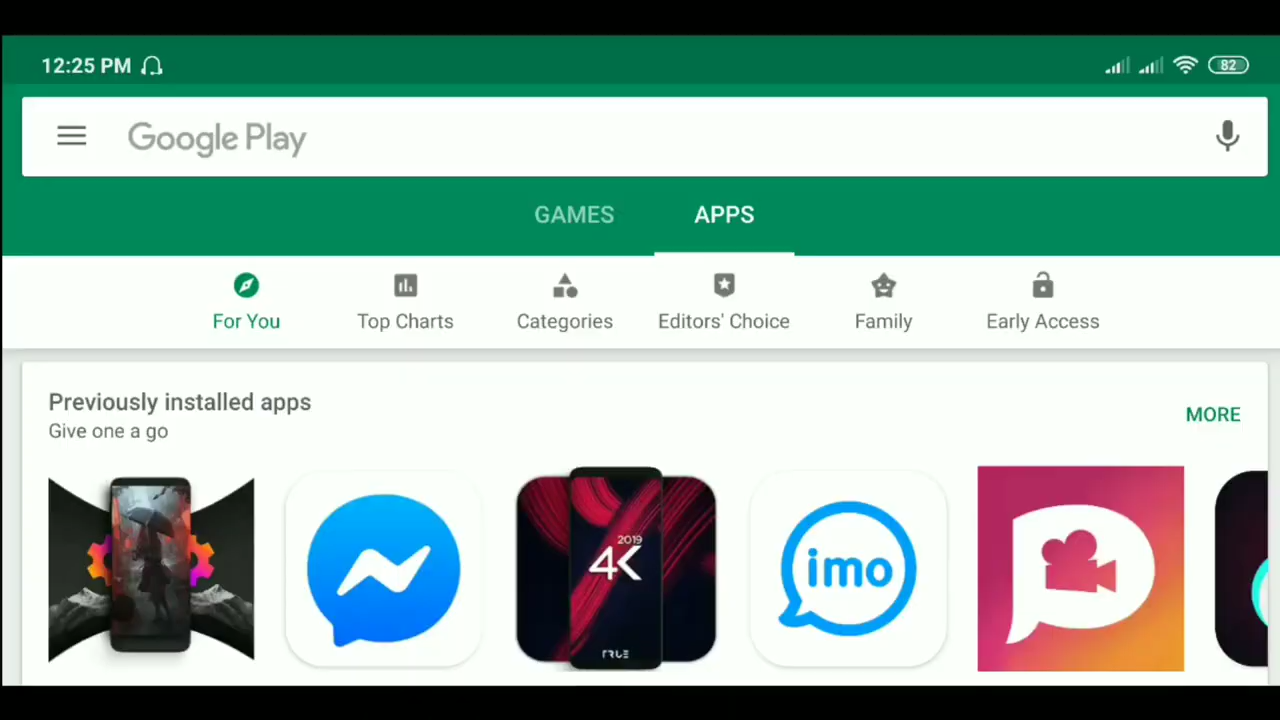 12:25 PM
82
Google Play
GAMES
APPS
For You
Top Charts
Categories
Editors' Choice
Family
Early Access
Previously installed apps
Give one a go
MORE
2019
4K
TRUE
imo